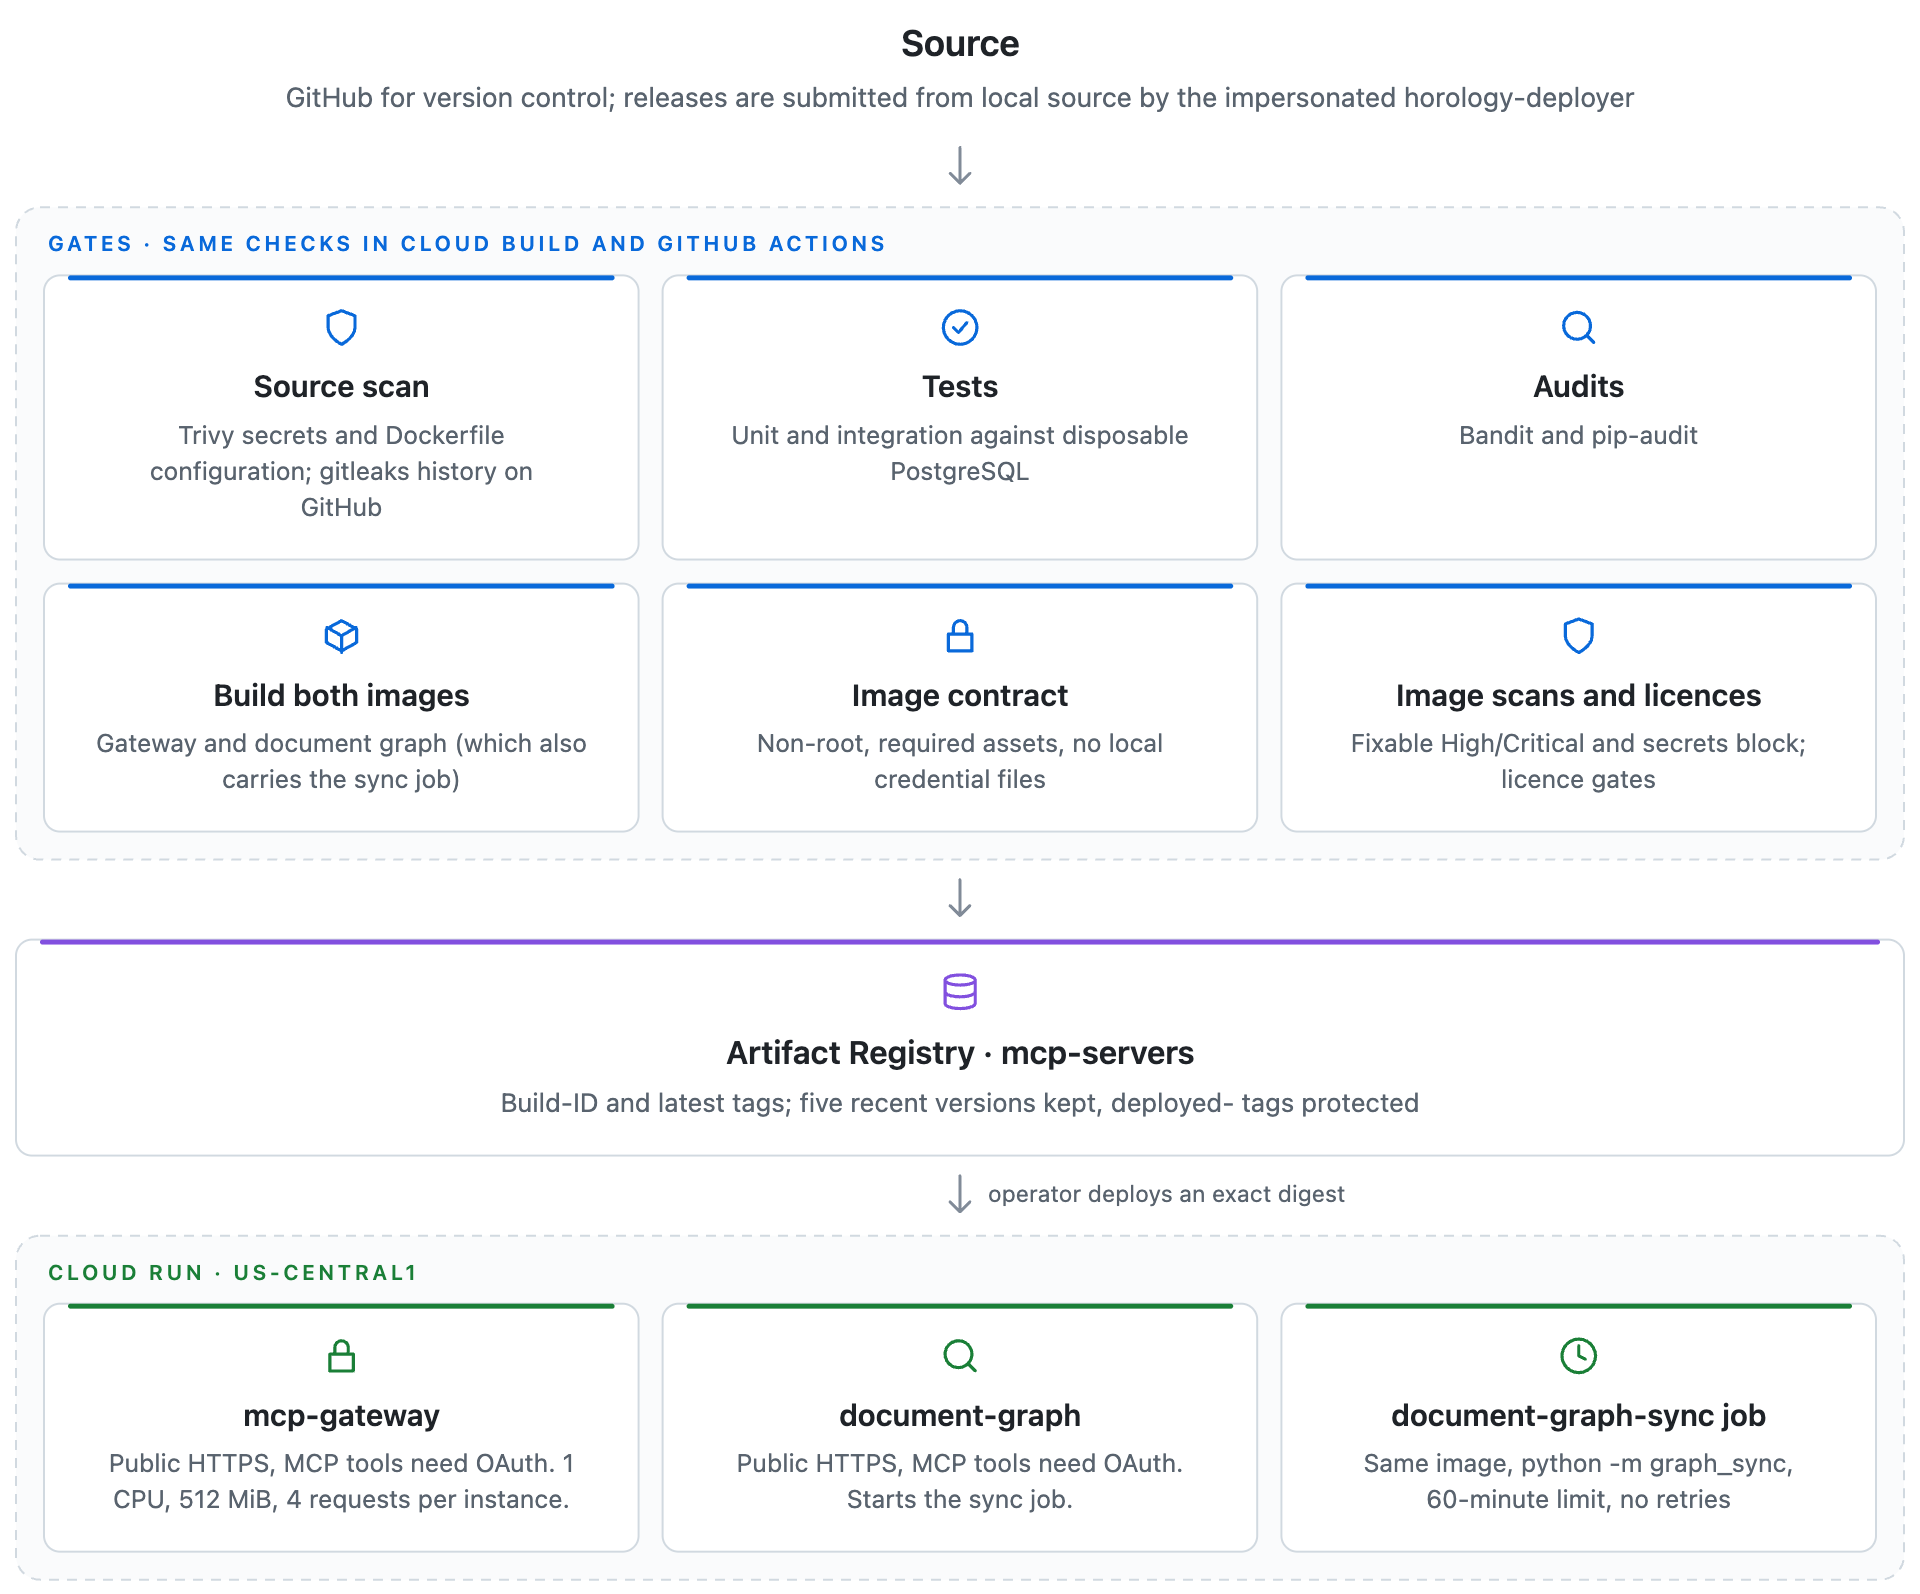 Source
GitHub for version control; releases are submitted from local source by the impersonated horology-deployer
GATES · SAME CHECKS IN CLOUD BUILD AND GITHUB ACTIONS
Source scan
Trivy secrets and Dockerfile
configuration; gitleaks history on
GitHub
Tests
Unit and integration against disposable
PostgreSQL
Audits
Bandit and pip-audit
Build both images
Gateway and document graph (which also
carries the sync job)
Image contract
Non-root, required assets, no local
credential files
Image scans and licences
Fixable High/Critical and secrets block;
licence gates
Artifact Registry · mcp-servers
Build-ID and latest tags; five recent versions kept, deployed- tags protected
operator deploys an exact digest
CLOUD RUN · US-CENTRAL1
mcp-gateway
Public HTTPS, MCP tools need OAuth. 1
CPU, 512 MiB, 4 requests per instance.
document-graph
Public HTTPS, MCP tools need OAuth.
Starts the sync job.
document-graph-sync job
Same image, python -m graph_sync,
60-minute limit, no retries